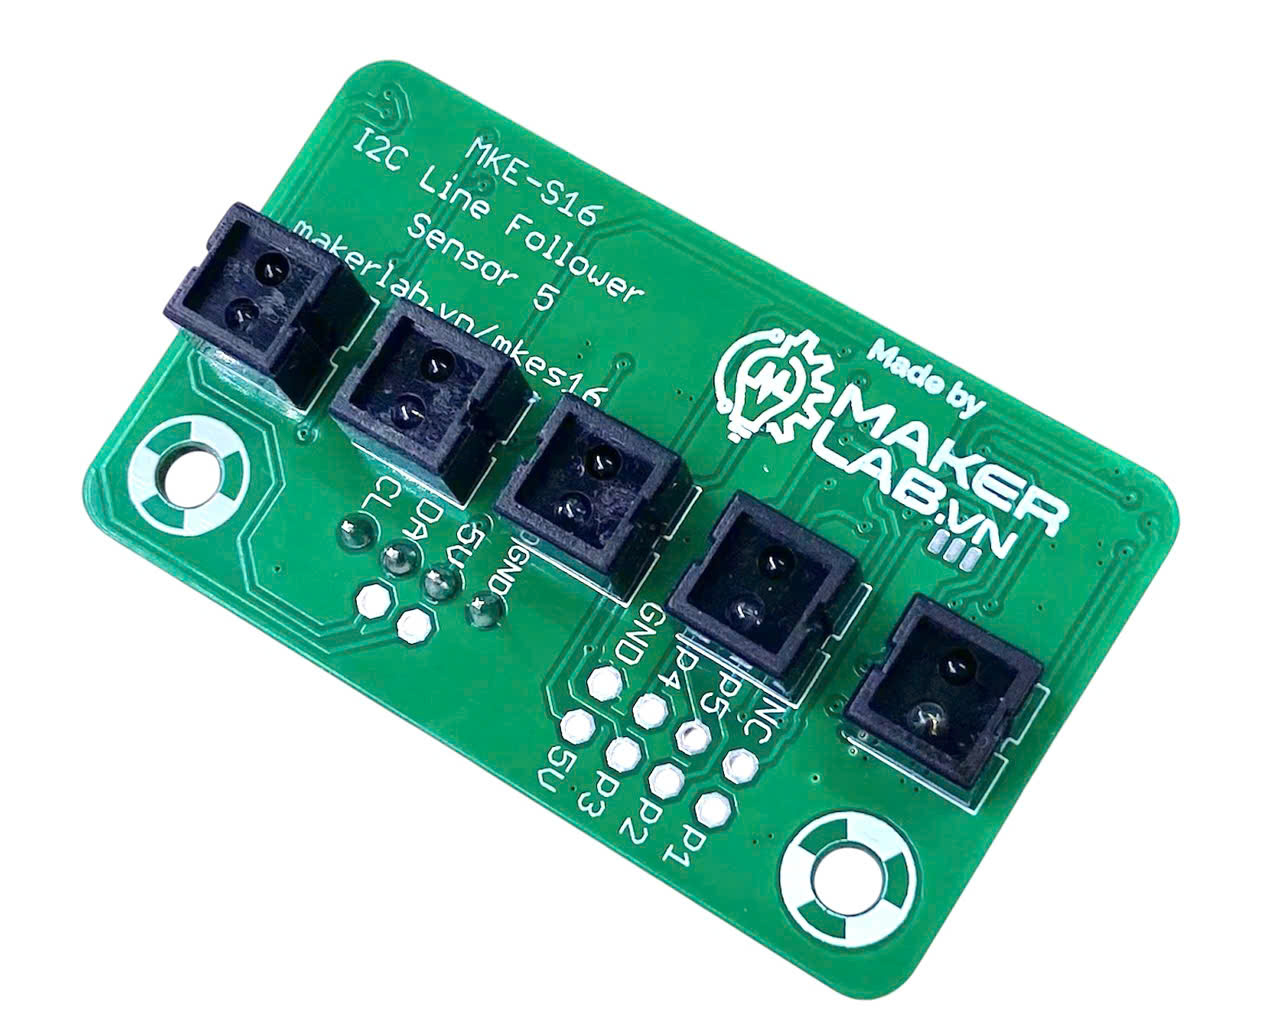 MKE-S16
I2C Line Follower
Sensor 5
makerlab.vn/mkes16
Made by
MAKER
LAB.VN
CL
DA
5V
GND
GND
P4
P5
NC
5V
P3
P2
P1